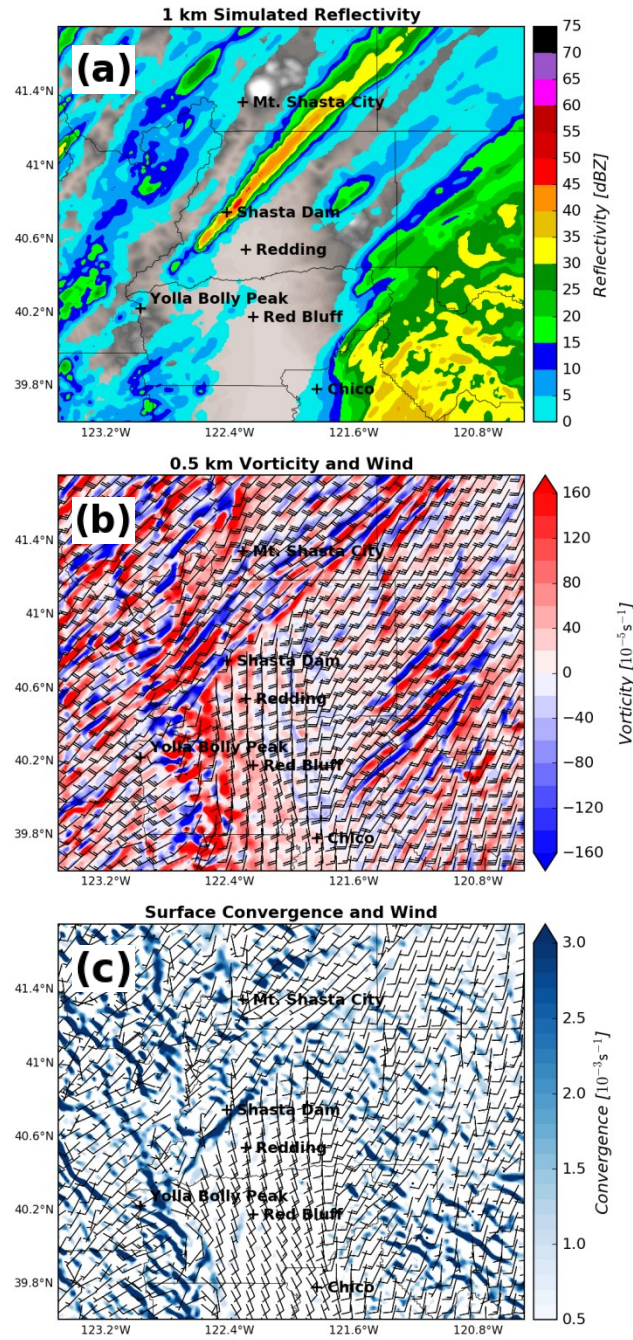 1 km Simulated Reflectivity
(a)
41.4°N
41°N
40.6°N
40.2°N
39.8°N
Mt. Shasta City
Shasta Dam
Redding
Yolla Bolly Peak
Red Bluff
Chico
123.2°W 122.4°W 121.6°W 120.8°W
75
70
65
60
55
50
45
40
35
30
25
20
15
10
5
0
Reflectivity [dBZ]
0.5 km Vorticity and Wind
(b)
41.4°N
41°N
40.6°N
40.2°N
39.8°N
Mt. Shasta City
Shasta Dam
Redding
Yolla Bolly Peak
Red Bluff
Chico
123.2°W 122.4°W 121.6°W 120.8°W
160
120
80
40
0
−40
−80
−120
−160
Vorticity [10⁻⁵ s⁻¹]
Surface Convergence and Wind
(c)
41.4°N
41°N
40.6°N
40.2°N
39.8°N
Mt. Shasta City
Shasta Dam
Redding
Yolla Bolly Peak
Red Bluff
Chico
123.2°W 122.4°W 121.6°W 120.8°W
3.0
2.5
2.0
1.5
1.0
0.5
Convergence [10⁻³ s⁻¹]